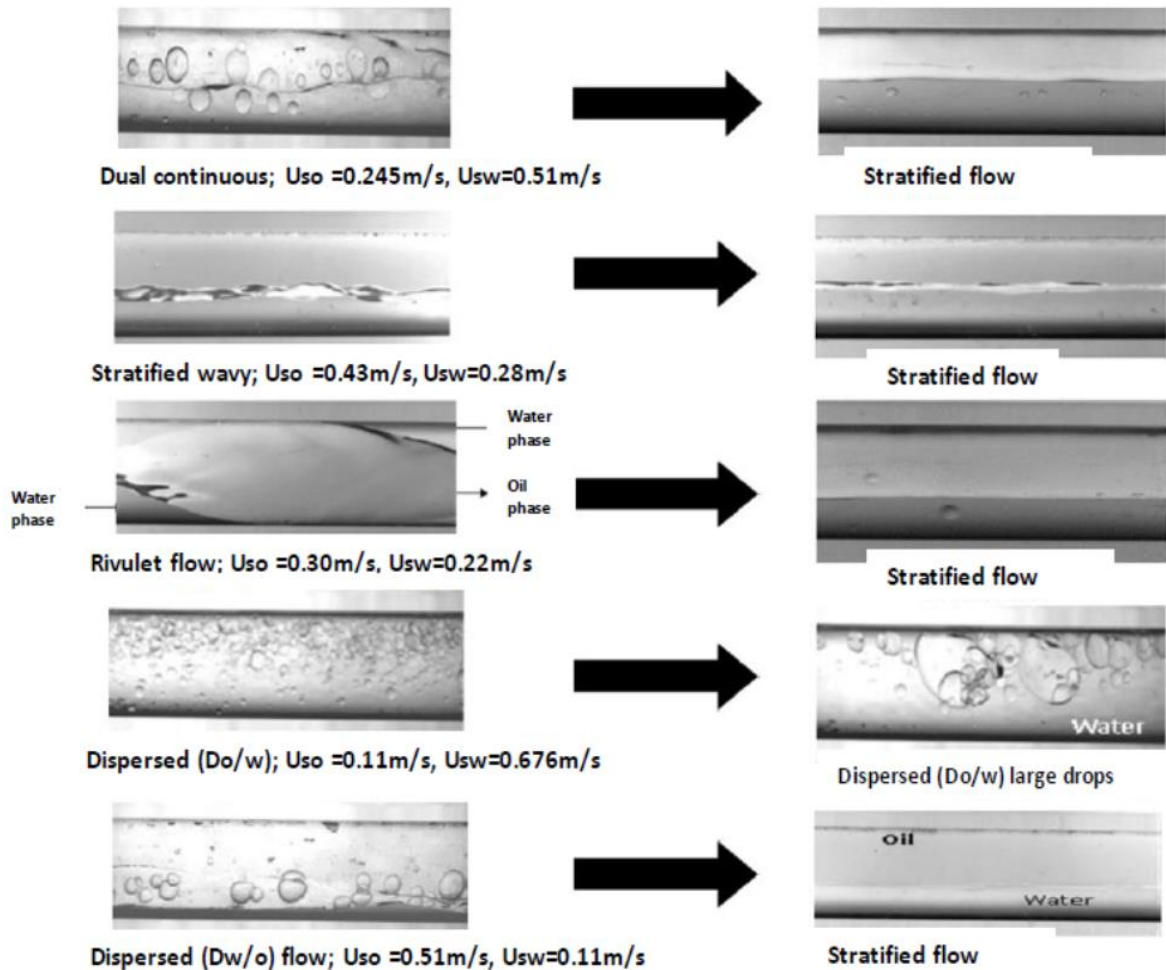 Dual continuous; Uso =0.245m/s, Usw=0.51m/s
Stratified flow
Stratified wavy; Uso =0.43m/s, Usw=0.28m/s
Stratified flow
Water
phase
Oil
phase
Water
phase
Rivulet flow; Uso =0.30m/s, Usw=0.22m/s
Stratified flow
Water
Dispersed (Do/w); Uso =0.11m/s, Usw=0.676m/s
Dispersed (Do/w) large drops
Oil
Water
Dispersed (Dw/o) flow; Uso =0.51m/s, Usw=0.11m/s
Stratified flow